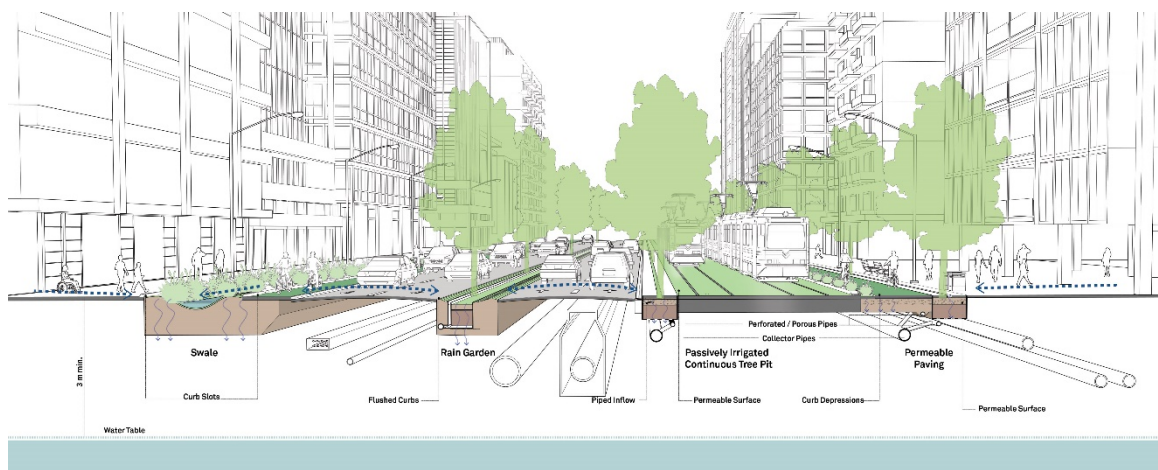 Swale
Rain Garden
Perforated / Porous Pipes
Collector Pipes
Passively Irrigated
Continuous Tree Pit
Permeable
Paving
3 m min.
Curb Slots
Flushed Curbs
Piped Inflow
Permeable Surface
Curb Depressions
Permeable Surface
Water Table